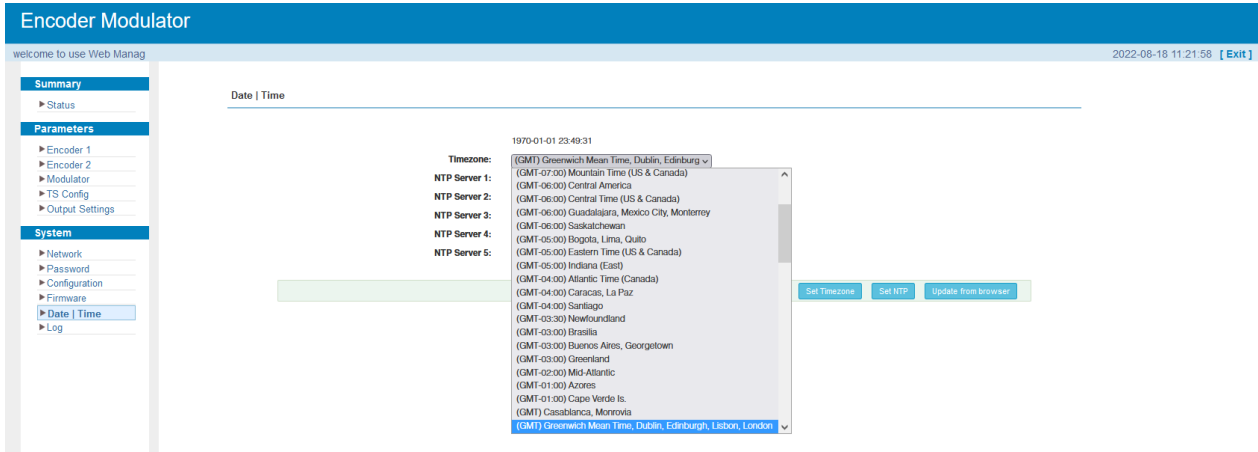 Encoder Modulator
welcome to use Web Manag
2022-08-18 11:21:58 [ Exit ]
Summary
Status
Parameters
Encoder 1
Encoder 2
Modulator
TS Config
Output Settings
System
Network
Password
Configuration
Firmware
Date | Time
Log
Date | Time
1970-01-01 23:49:31
Timezone:
(GMT) Greenwich Mean Time, Dublin, Edinburg
NTP Server 1:
NTP Server 2:
NTP Server 3:
NTP Server 4:
NTP Server 5:
(GMT-07:00) Mountain Time (US & Canada)
(GMT-06:00) Central America
(GMT-06:00) Central Time (US & Canada)
(GMT-06:00) Guadalajara, Mexico City, Monterrey
(GMT-06:00) Saskatchewan
(GMT-05:00) Bogota, Lima, Quito
(GMT-05:00) Eastern Time (US & Canada)
(GMT-05:00) Indiana (East)
(GMT-04:00) Atlantic Time (Canada)
(GMT-04:00) Caracas, La Paz
(GMT-04:00) Santiago
(GMT-03:30) Newfoundland
(GMT-03:00) Brasilia
(GMT-03:00) Buenos Aires, Georgetown
(GMT-03:00) Greenland
(GMT-02:00) Mid-Atlantic
(GMT-01:00) Azores
(GMT-01:00) Cape Verde Is.
(GMT) Casablanca, Monrovia
(GMT) Greenwich Mean Time, Dublin, Edinburgh, Lisbon, London
Set Timezone
Set NTP
Update from browser